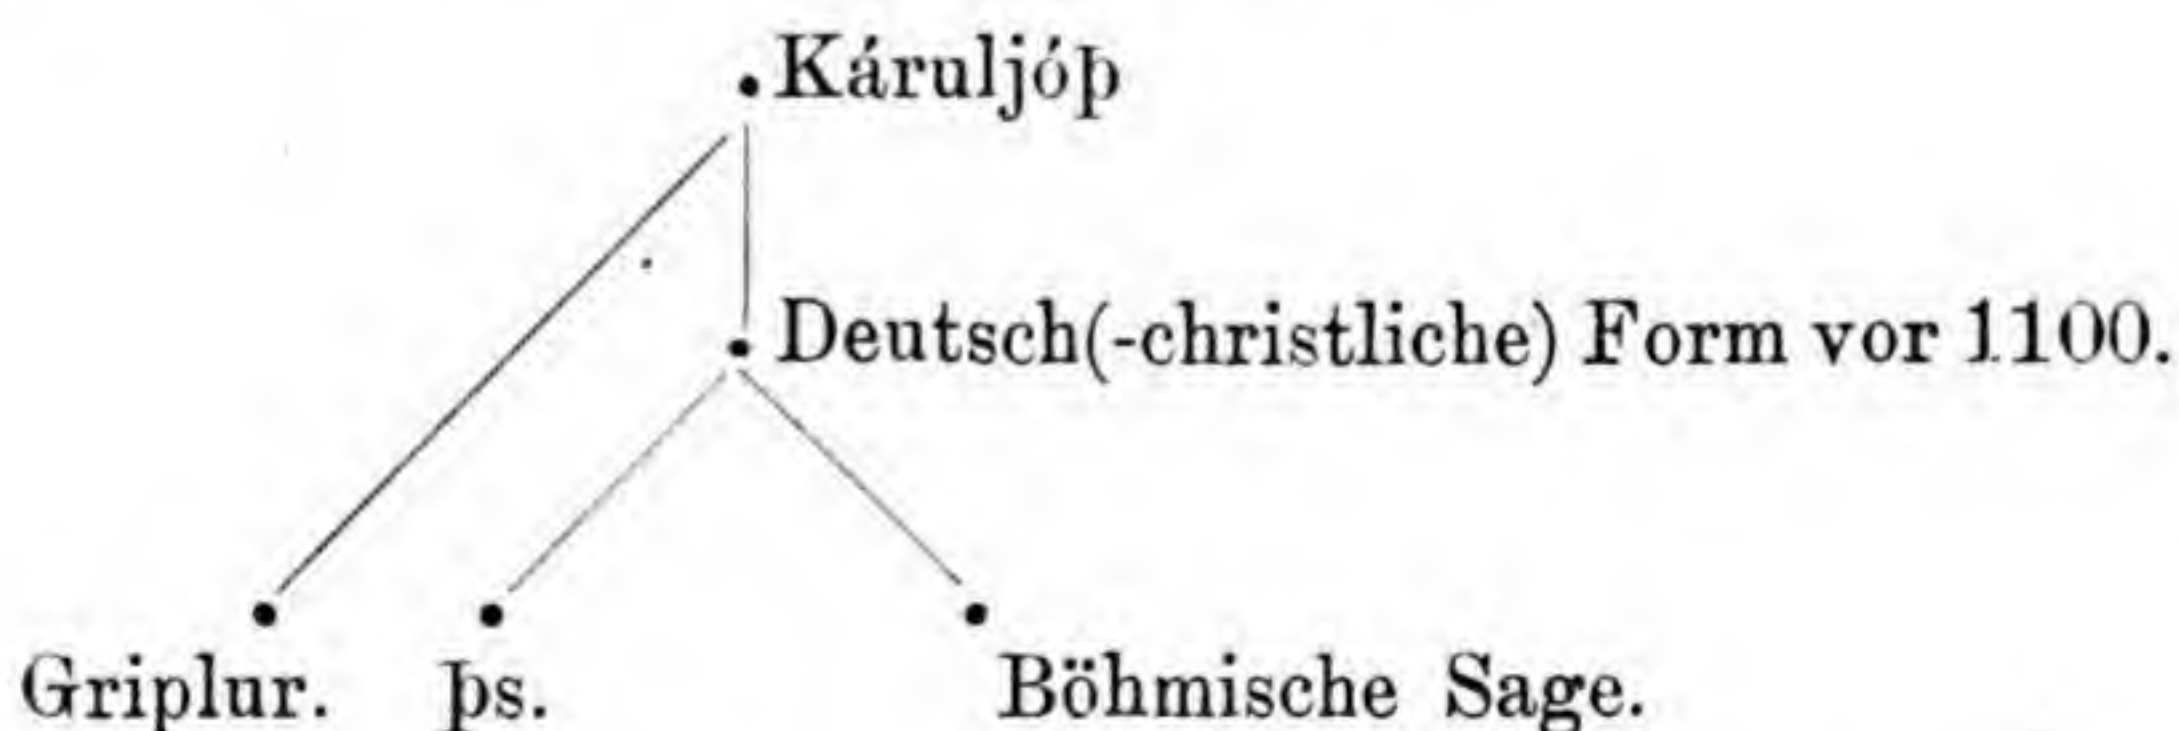 Káruljóþ
Deutsch(-christliche) Form vor 1100.
Griplur. þs. Böhmische Sage.